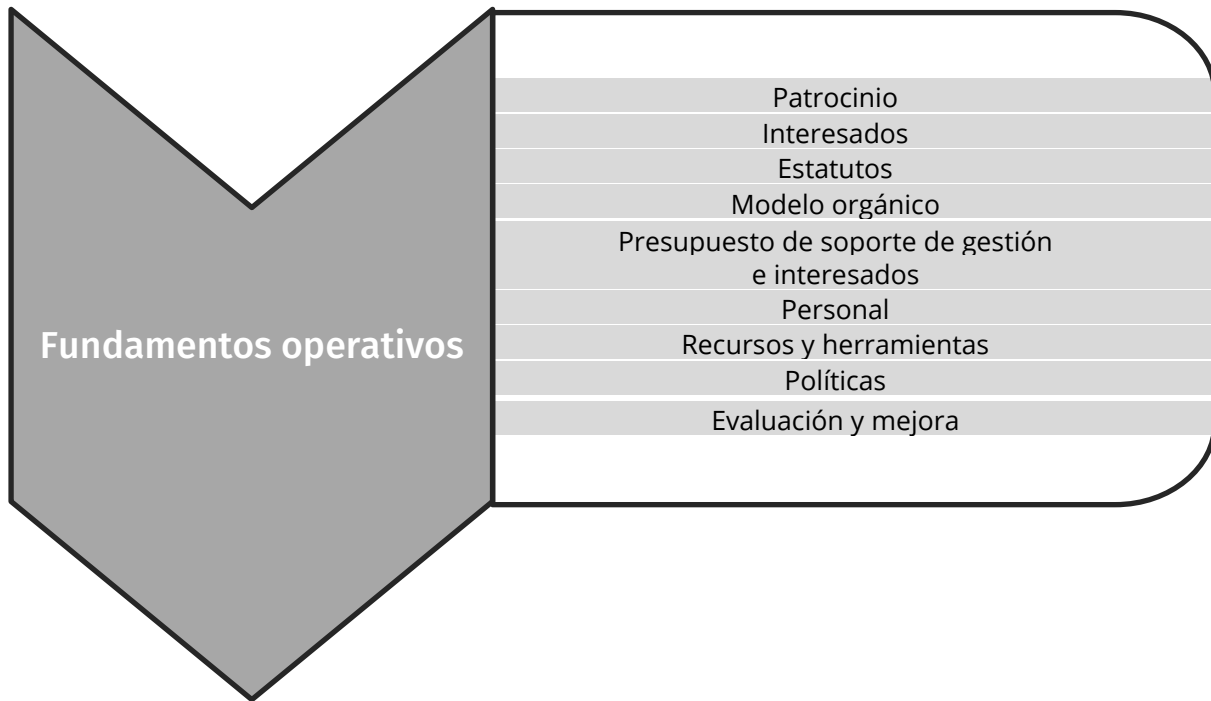 Fundamentos operativos
Patrocinio
Interesados
Estatutos
Modelo orgánico
Presupuesto de soporte de gestión
e interesados
Personal
Recursos y herramientas
Políticas
Evaluación y mejora